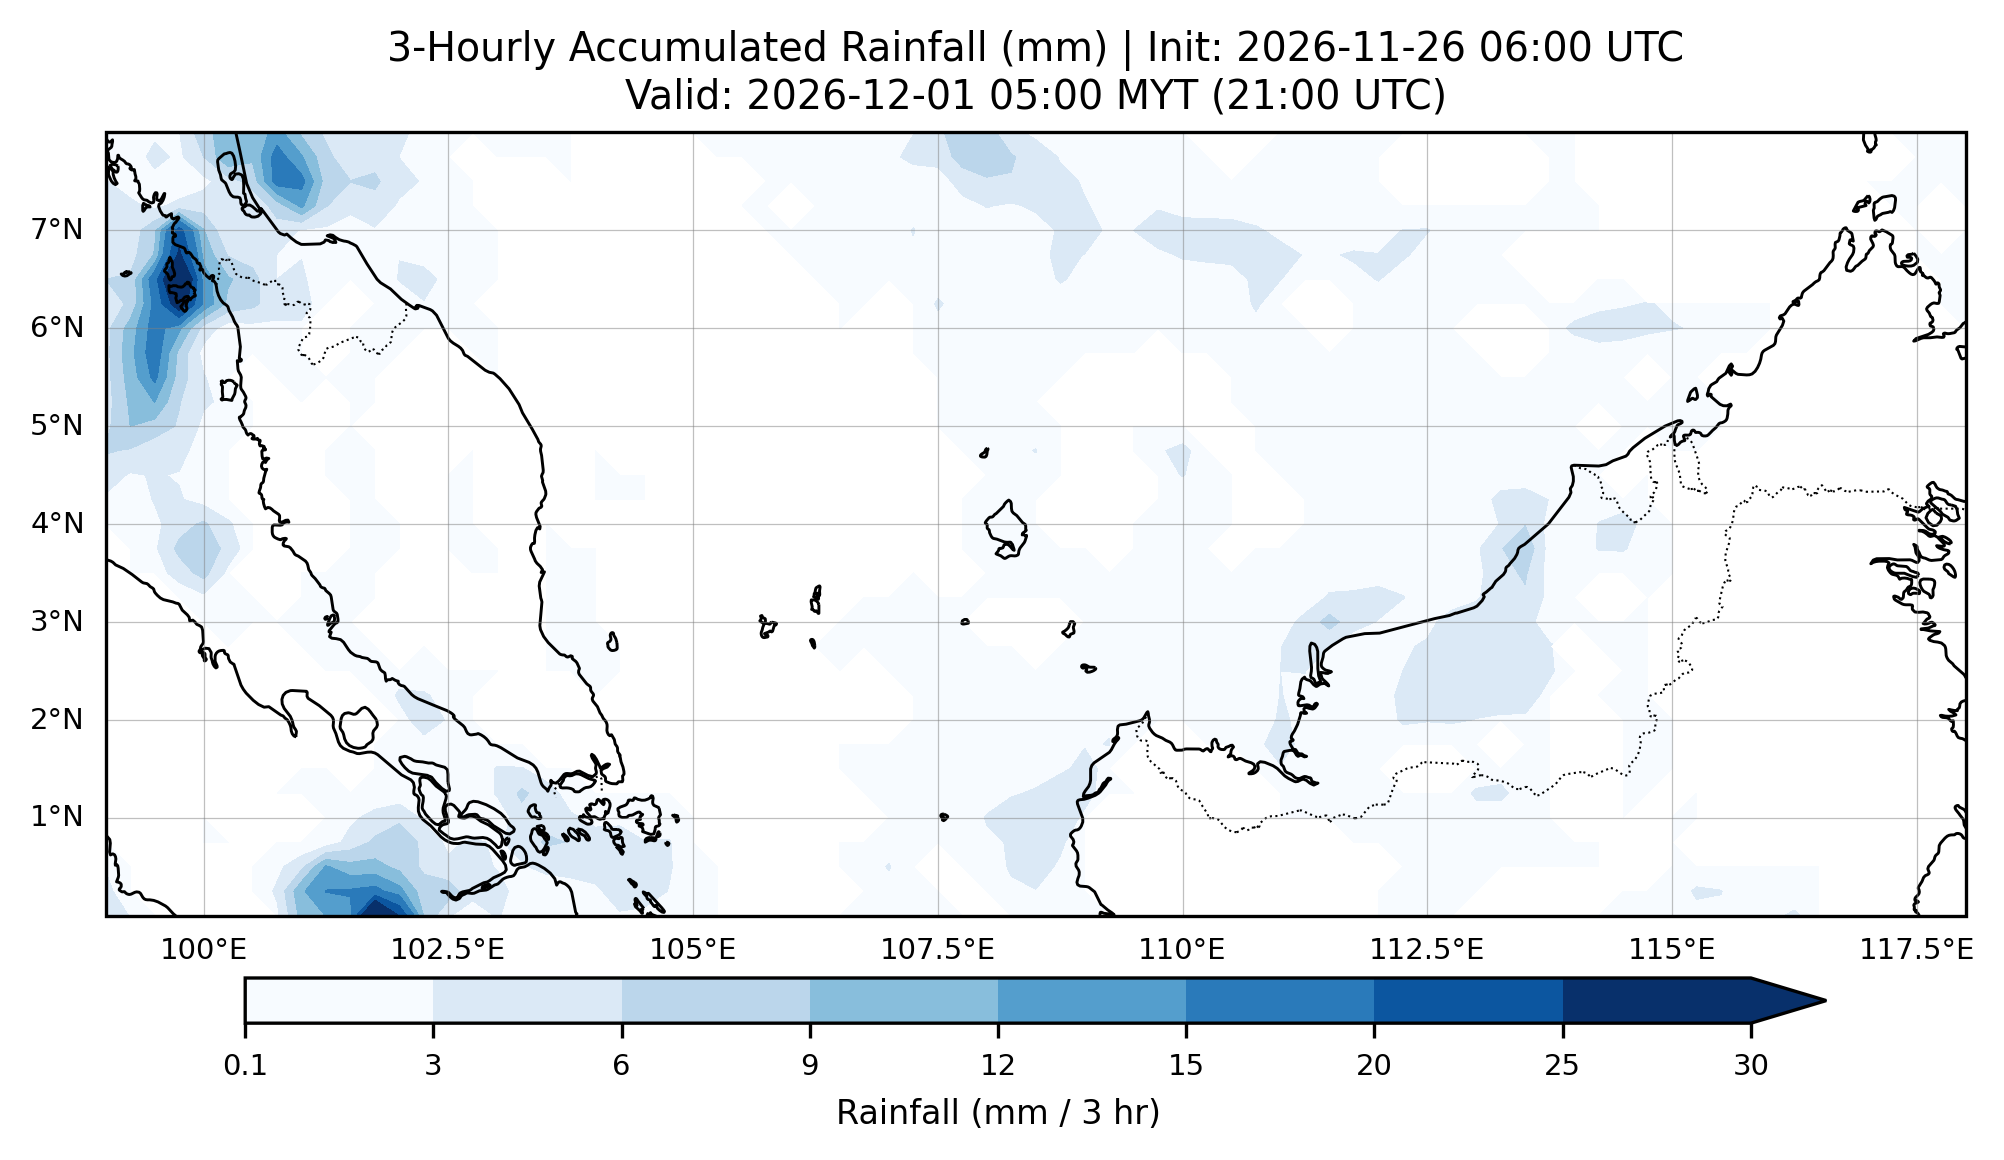 3-Hourly Accumulated Rainfall (mm) | Init: 2026-11-26 06:00 UTC
Valid: 2026-12-01 05:00 MYT (21:00 UTC)
7°N
6°N
5°N
4°N
3°N
2°N
1°N
100°E 102.5°E 105°E 107.5°E 110°E 112.5°E 115°E 117.5°E
0.1 3 6 9 12 15 20 25 30
Rainfall (mm / 3 hr)